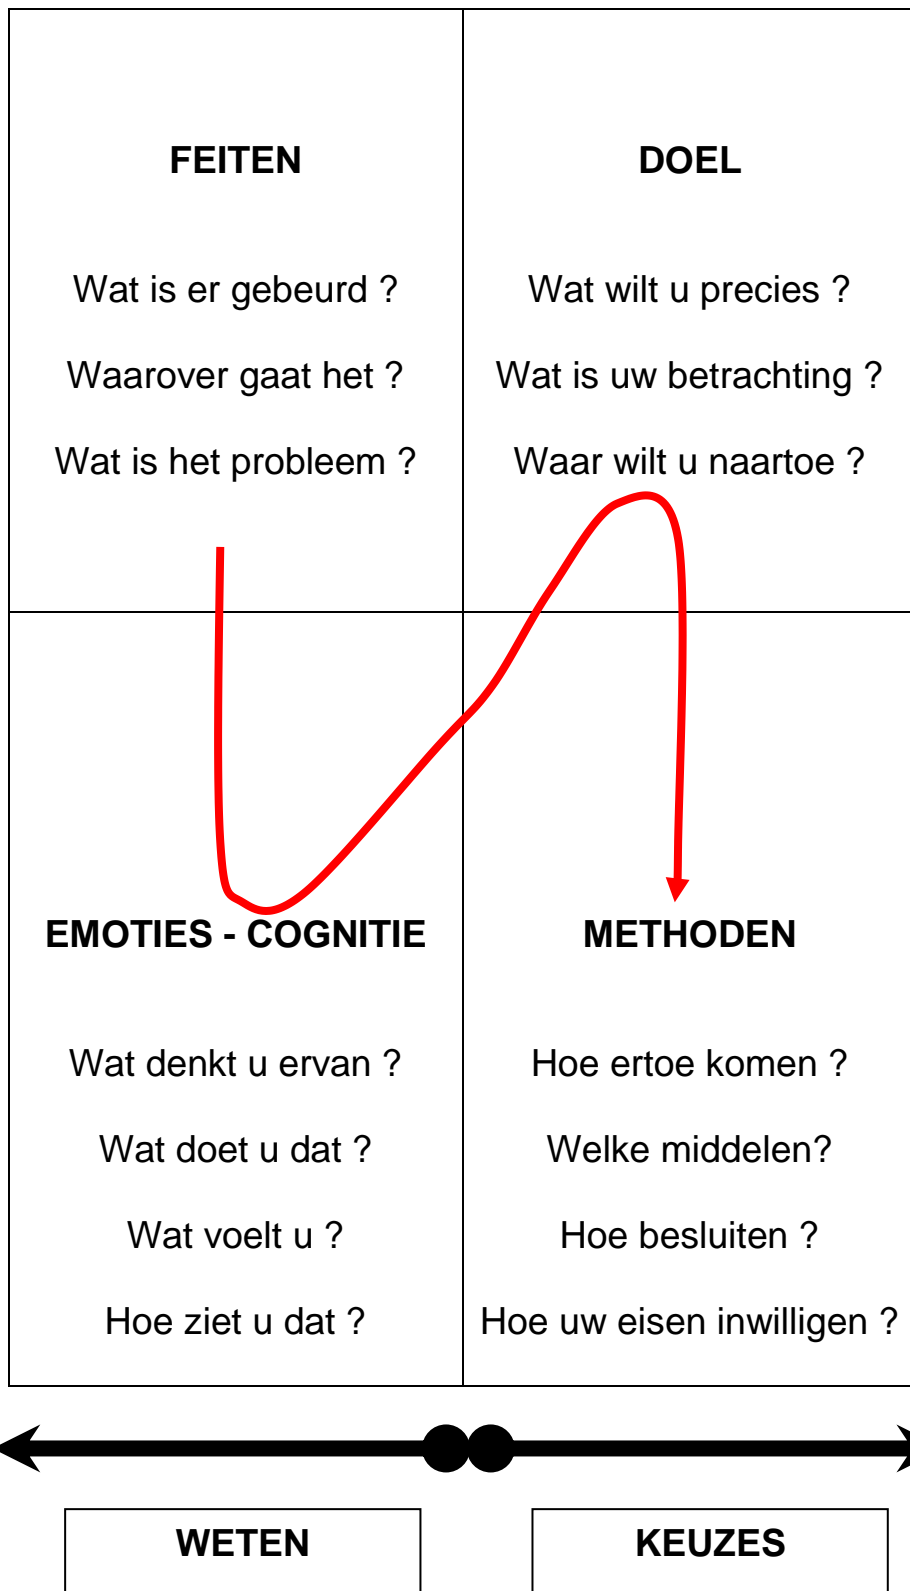 FEITEN
Wat is er gebeurd ?
Waarover gaat het ?
Wat is het probleem ?
DOEL
Wat wilt u precies ?
Wat is uw betrachting ?
Waar wilt u naartoe ?
EMOTIES - COGNITIE
Wat denkt u ervan ?
Wat doet u dat ?
Wat voelt u ?
Hoe ziet u dat ?
METHODEN
Hoe ertoe komen ?
Welke middelen?
Hoe besluiten ?
Hoe uw eisen inwilligen ?
WETEN
KEUZES